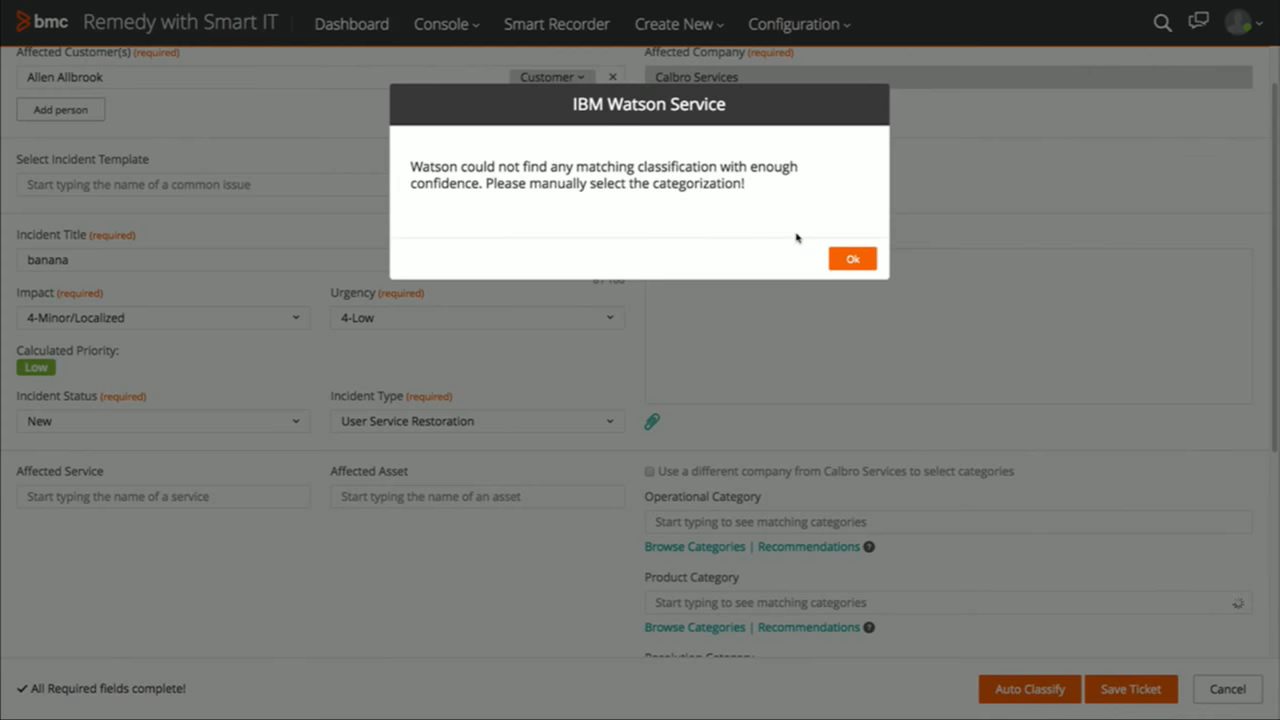 bmc Remedy with Smart IT Dashboard Console Smart Recorder Create New Configuration
Affected Customer(s) (required)
Affected Company (required)
Allen Allbrook Customer ×
Calbro Services
Add person
IBM Watson Service
Watson could not find any matching classification with enough
confidence. Please manually select the categorization!
Ok
Select Incident Template
Start typing the name of a common issue
Incident Title (required)
banana
Impact (required)
Urgency (required)
4-Minor/Localized
4-Low
Calculated Priority:
Low
Incident Status (required)
Incident Type (required)
New
User Service Restoration
Affected Service
Affected Asset
Start typing the name of a service
Start typing the name of an asset
Use a different company from Calbro Services to select categories
Operational Category
Start typing to see matching categories
Browse Categories | Recommendations ?
Product Category
Start typing to see matching categories
Browse Categories | Recommendations ?
✓ All Required fields complete!
Auto Classify
Save Ticket
Cancel